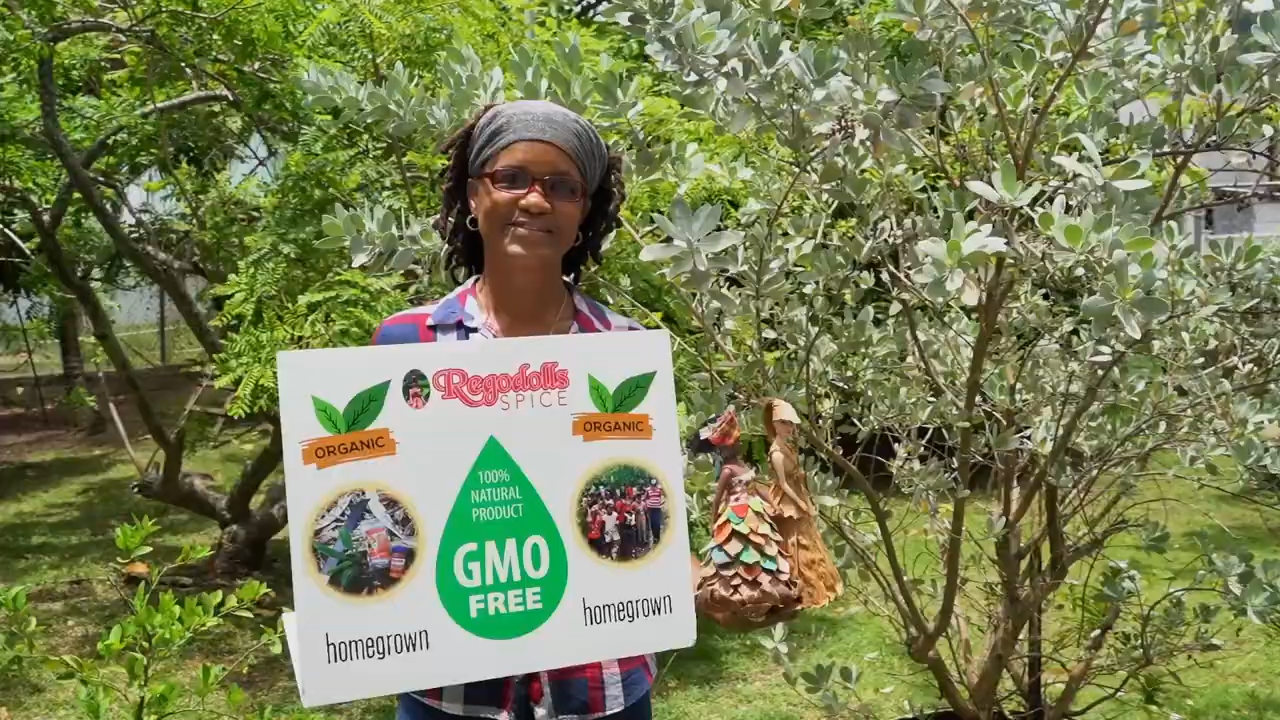 Regodolls
SPICE
ORGANIC
ORGANIC
100%
NATURAL
PRODUCT
GMO
FREE
homegrown
homegrown